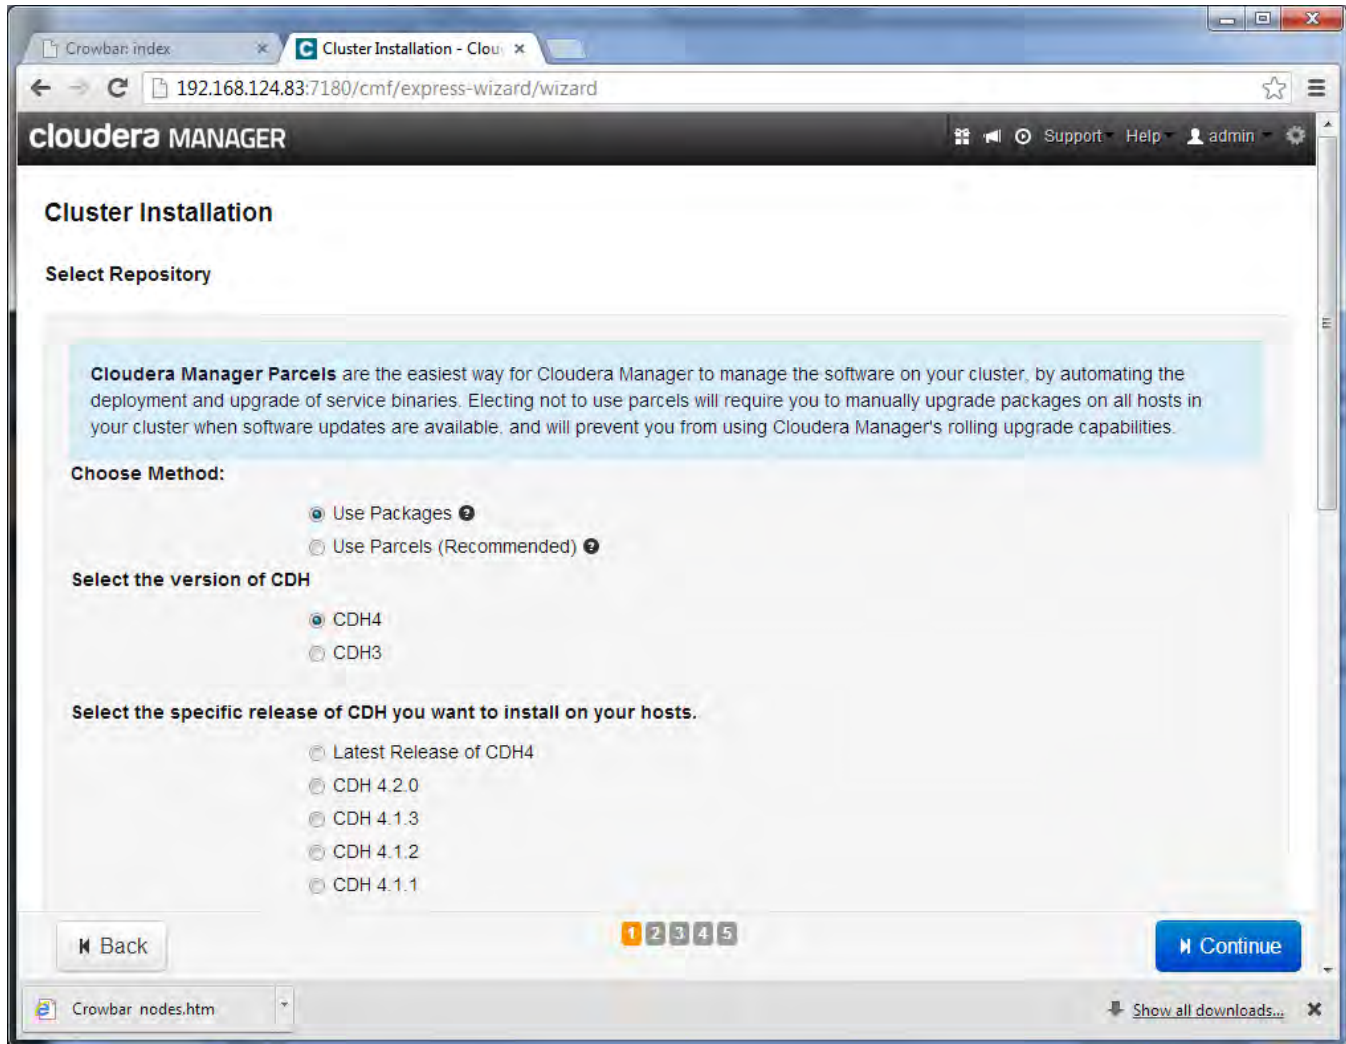 Crowbar: index
Cluster Installation - Clou
192.168.124.83:7180/cmf/express-wizard/wizard
cloudera MANAGER
Support Help admin
Cluster Installation
Select Repository
Cloudera Manager Parcels are the easiest way for Cloudera Manager to manage the software on your cluster, by automating the
deployment and upgrade of service binaries. Electing not to use parcels will require you to manually upgrade packages on all hosts in
your cluster when software updates are available, and will prevent you from using Cloudera Manager's rolling upgrade capabilities.
Choose Method:
Use Packages ?
Use Parcels (Recommended) ?
Select the version of CDH
CDH4
CDH3
Select the specific release of CDH you want to install on your hosts.
Latest Release of CDH4
CDH 4.2.0
CDH 4.1.3
CDH 4.1.2
CDH 4.1.1
Back
1 2 3 4 5
Continue
Crowbar nodes.htm
Show all downloads...